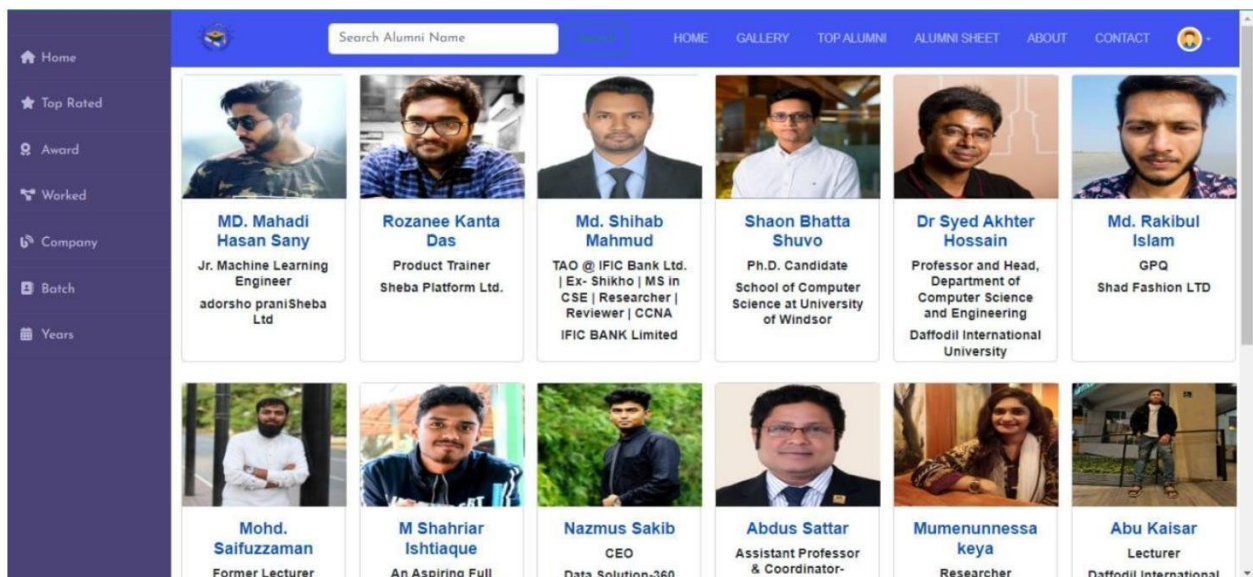 Search Alumni Name
Search
HOME
GALLERY
TOP ALUMNI
ALUMNI SHEET
ABOUT
CONTACT
Home
Top Rated
Award
Worked
Company
Batch
Years
MD. Mahadi
Hasan Sany
Jr. Machine Learning
Engineer
adorsho praniSheba
Ltd
Rozanee Kanta
Das
Product Trainer
Sheba Platform Ltd.
Md. Shihab
Mahmud
TAO @ IFIC Bank Ltd.
| Ex- Shikho | MS in
CSE | Researcher |
Reviewer | CCNA
IFIC BANK Limited
Shaon Bhatta
Shuvo
Ph.D. Candidate
School of Computer
Science at University
of Windsor
Dr Syed Akhter
Hossain
Professor and Head,
Department of
Computer Science
and Engineering
Daffodil International
University
Md. Rakibul
Islam
GPQ
Shad Fashion LTD
Mohd.
Saifuzzaman
Former Lecturer
M Shahriar
Ishtiaque
An Aspiring Full
Nazmus Sakib
CEO
Data Solution-360
Abdus Sattar
Assistant Professor
& Coordinator-
Mumenunnessa
keya
Researcher
Abu Kaisar
Lecturer
Daffodil International